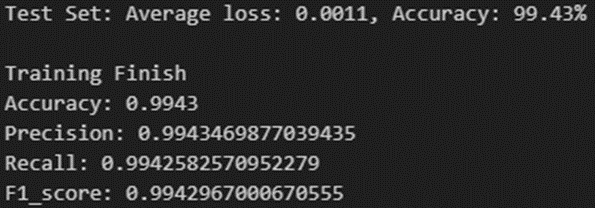 Test Set: Average loss: 0.0011, Accuracy: 99.43%
Training Finish
Accuracy: 0.9943
Precision: 0.9943469877039435
Recall: 0.9942582570952279
F1_score: 0.9942967000670555